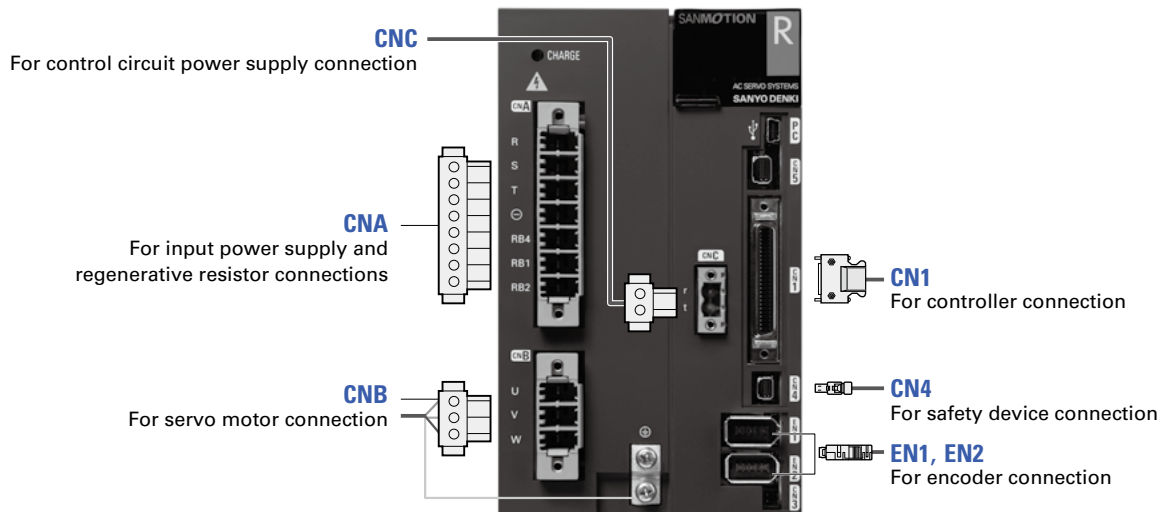 CNC
For control circuit power supply connection
CNA
For input power supply and
regenerative resistor connections
CNB
For servo motor connection
CHARGE
CNA
R
S
T
⊖
RB4
RB1
RB2
CNB
U
V
W
SANMOTION
R
AC SERVO SYSTEMS
SANYO DENKI
PC
CN5
CNC
r
t
CN1
CN4
EN1
EN2
CN3
CN1
For controller connection
CN4
For safety device connection
EN1, EN2
For encoder connection